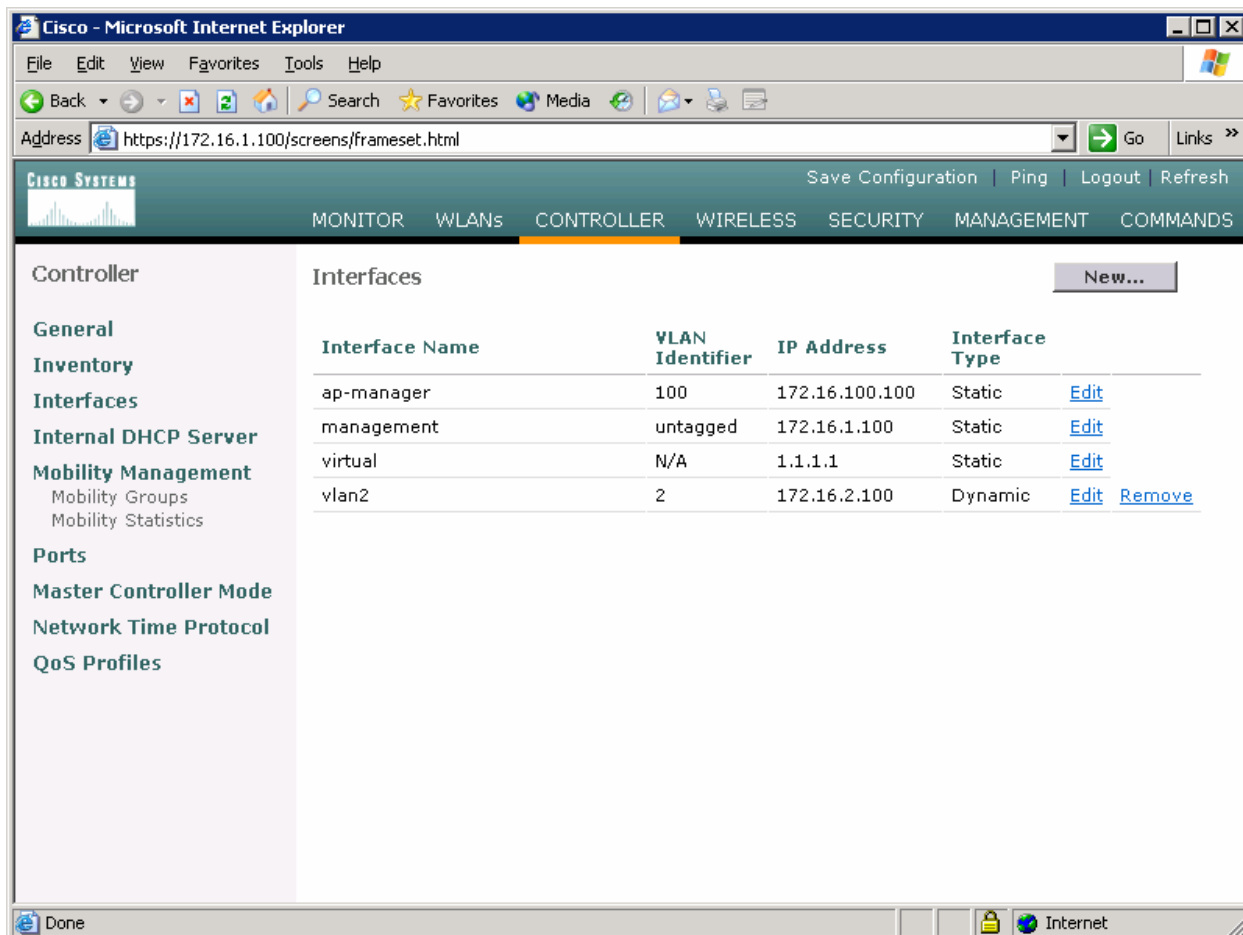 Cisco - Microsoft Internet Explorer
File Edit View Favorites Tools Help
Back Search Favorites Media
Address https://172.16.1.100/screens/frameset.html Go Links »
CISCO SYSTEMS
Save Configuration | Ping | Logout | Refresh
MONITOR WLANs CONTROLLER WIRELESS SECURITY MANAGEMENT COMMANDS
Controller
General
Inventory
Interfaces
Internal DHCP Server
Mobility Management
Mobility Groups
Mobility Statistics
Ports
Master Controller Mode
Network Time Protocol
QoS Profiles
Interfaces New...
Interface Name VLAN Identifier IP Address Interface Type
ap-manager 100 172.16.100.100 Static Edit
management untagged 172.16.1.100 Static Edit
virtual N/A 1.1.1.1 Static Edit
vlan2 2 172.16.2.100 Dynamic Edit Remove
Done Internet